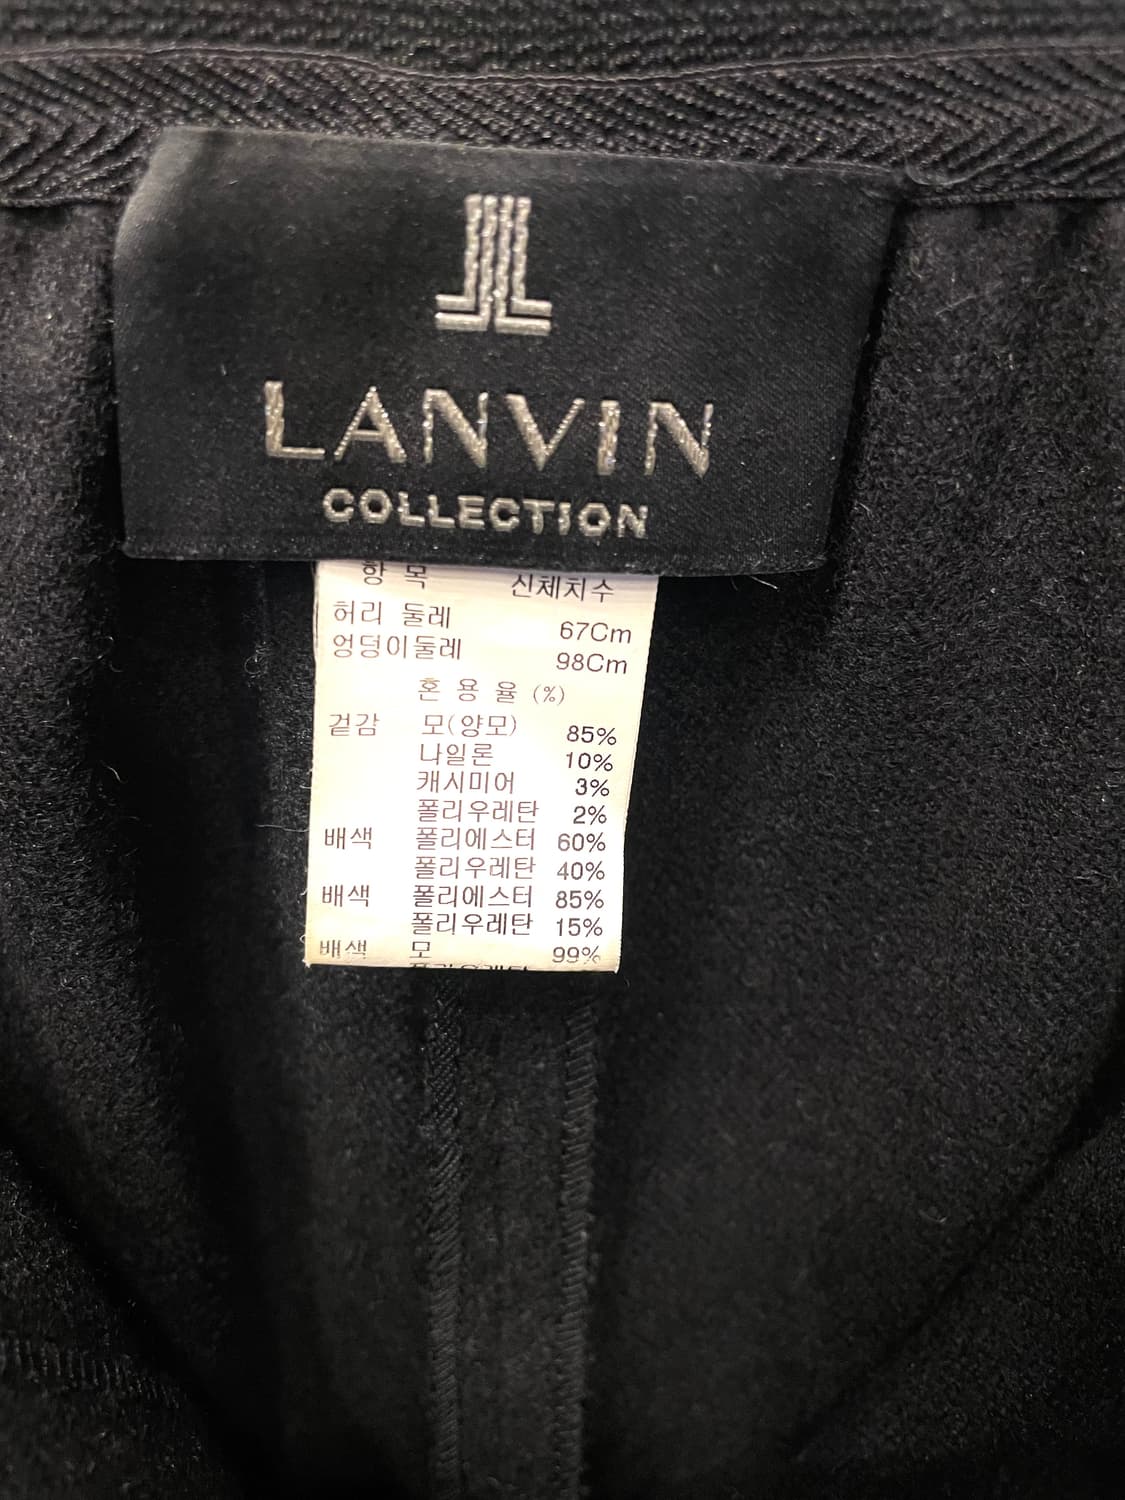 LANVIN
COLLECTION
항 목 신체치수
허리 둘레 67Cm
엉덩이둘레 98Cm
혼 용 율 (%)
겉감 모(양모) 85%
나일론 10%
캐시미어 3%
폴리우레탄 2%
배색 폴리에스터 60%
폴리우레탄 40%
배색 폴리에스터 85%
폴리우레탄 15%
배색 모 99%